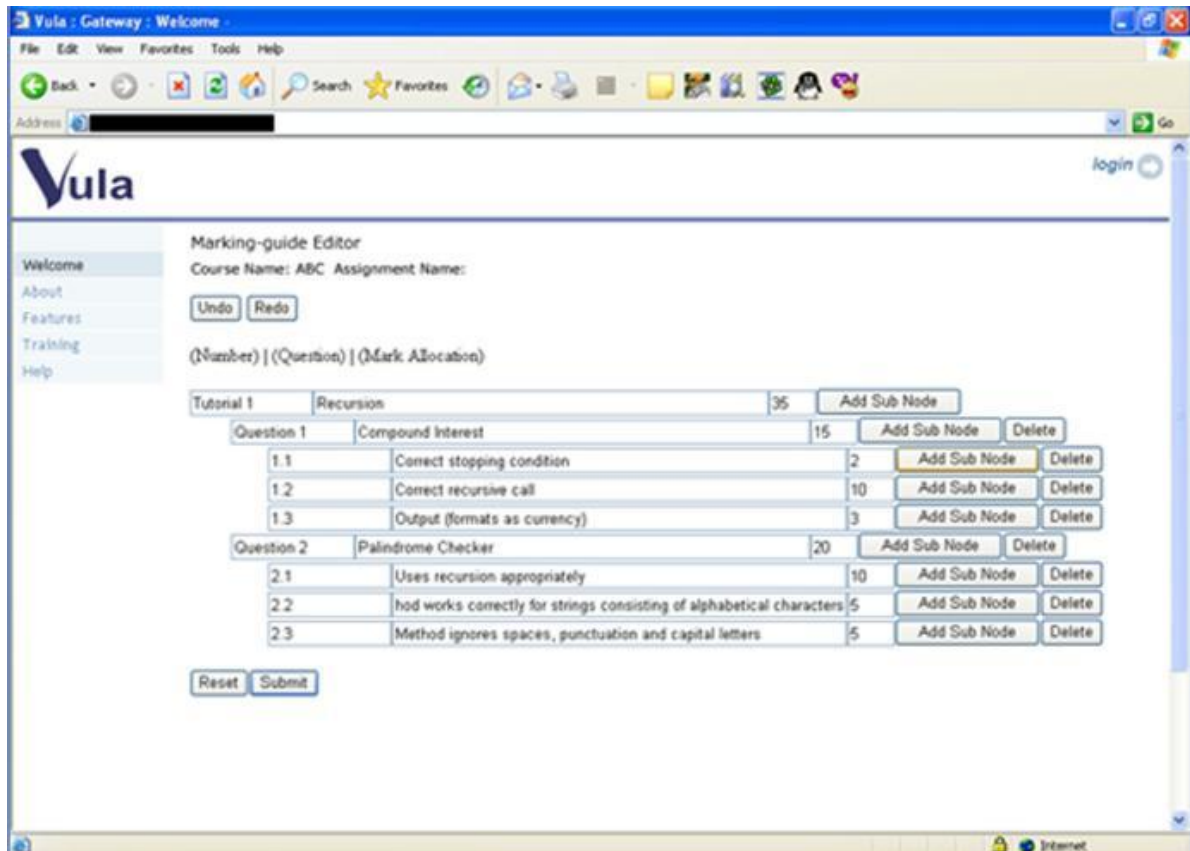 Vula : Gateway : Welcome -
File Edit View Favorites Tools Help
Back Search Favorites
Address Go
Vula
login
Welcome
About
Features
Training
Help
Marking-guide Editor
Course Name: ABC Assignment Name:
Undo Redo
(Number) | (Question) | (Mark Allocation)
Tutorial 1 Recursion 35 Add Sub Node
Question 1 Compound Interest 15 Add Sub Node Delete
1.1 Correct stopping condition 2 Add Sub Node Delete
1.2 Correct recursive call 10 Add Sub Node Delete
1.3 Output (formats as currency) 3 Add Sub Node Delete
Question 2 Palindrome Checker 20 Add Sub Node Delete
2.1 Uses recursion appropriately 10 Add Sub Node Delete
2.2 hod works correctly for strings consisting of alphabetical characters 5 Add Sub Node Delete
2.3 Method ignores spaces, punctuation and capital letters 5 Add Sub Node Delete
Reset Submit
Internet